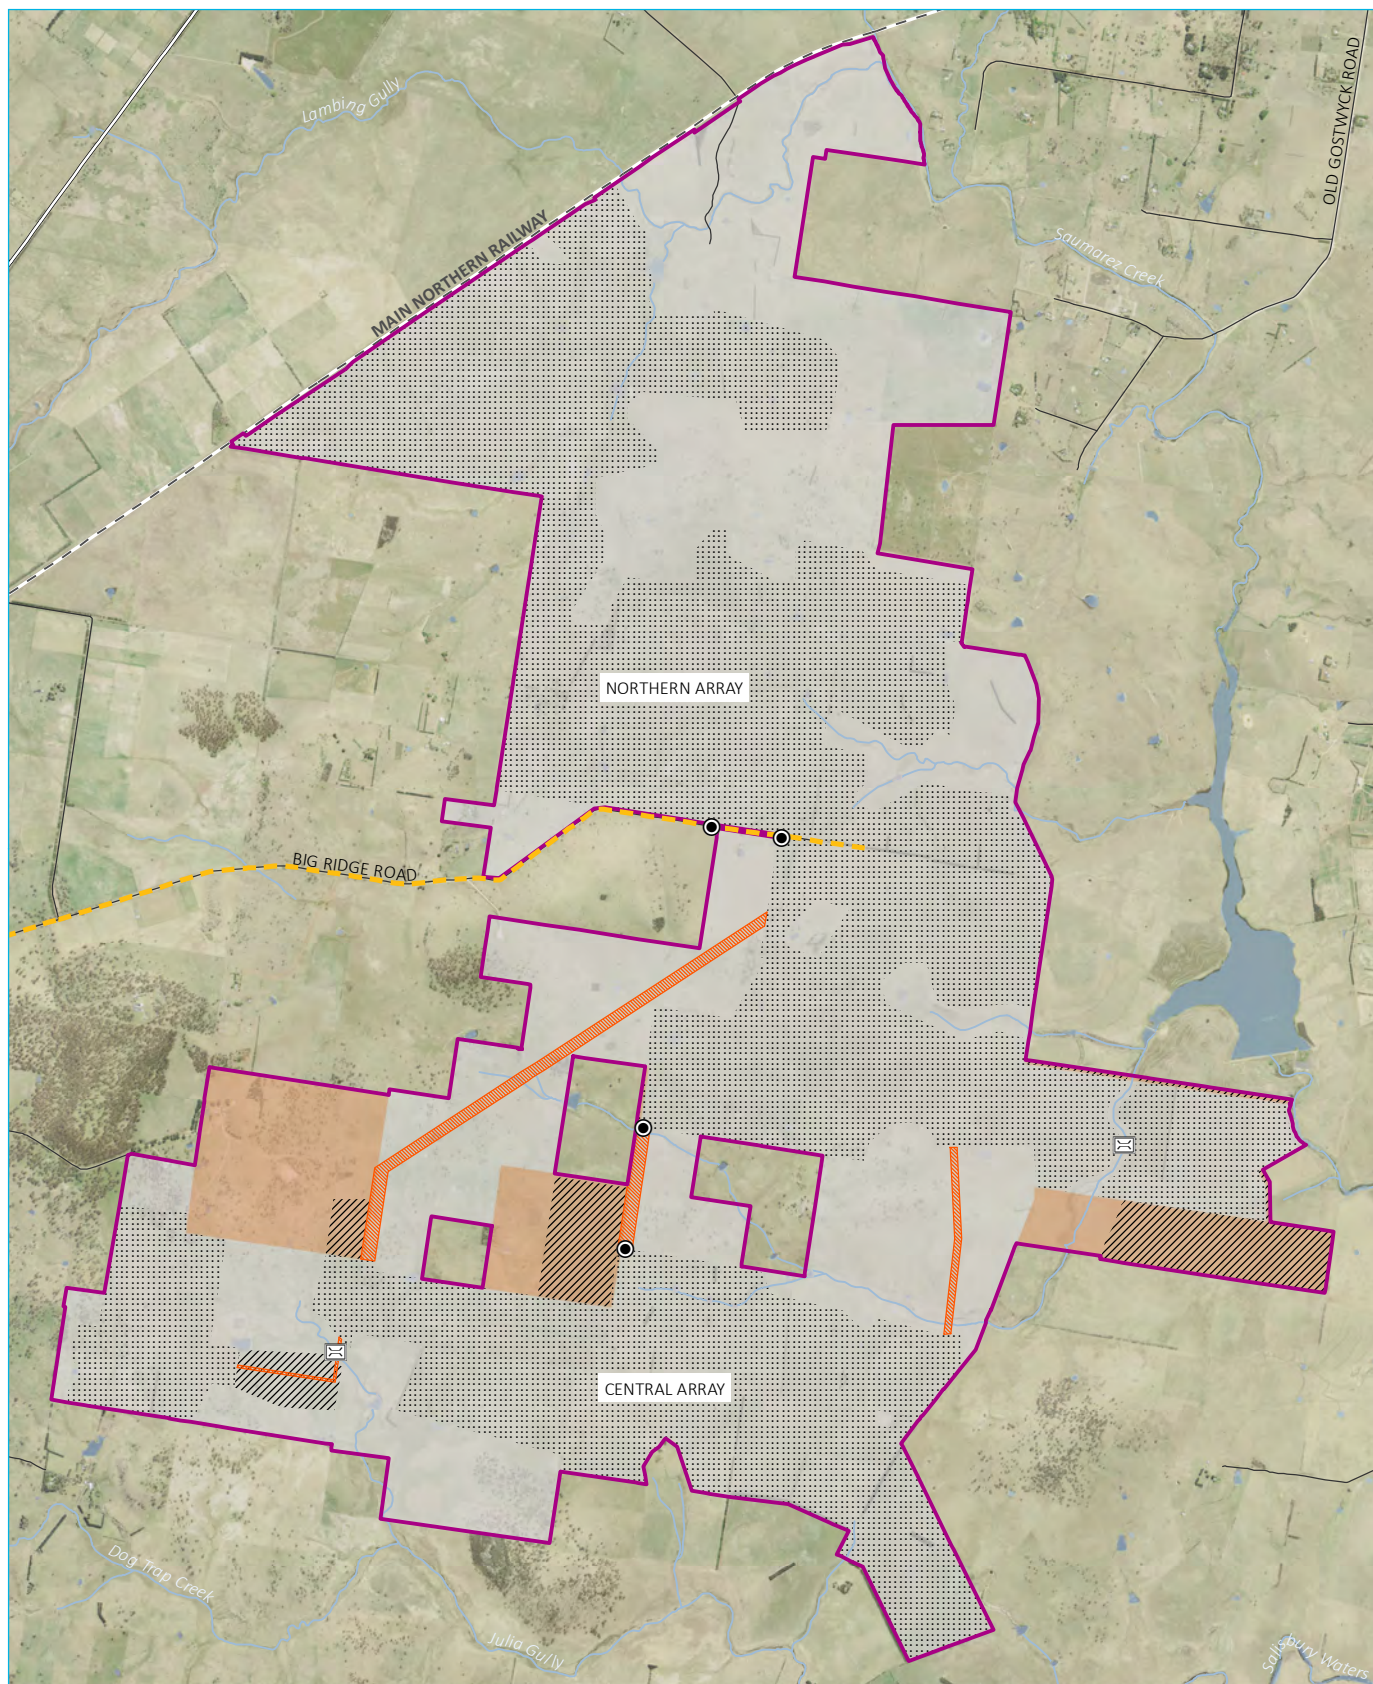 Lambing Gully
OLD GOSTWYCK ROAD
MAIN NORTHERN RAILWAY
Saumarez Creek
NORTHERN ARRAY
BIG RIDGE ROAD
CENTRAL ARRAY
Dog Trap Creek
Julia Gully
Salisbury Waters